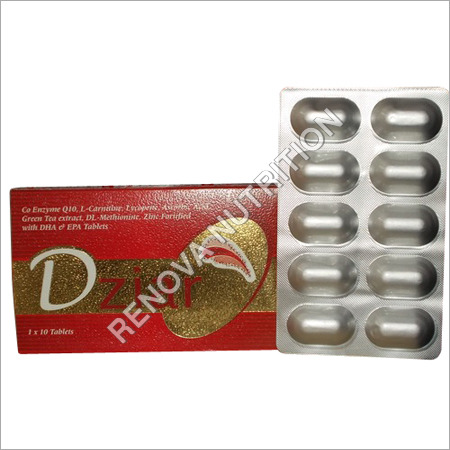 Co Enzyme Q10, L-Carnitine, Lycopene, Ascorbic Acid,
Green Tea extract, DL-Methionine, Zinc Fortified
with DHA & EPA Tablets
1 x 10 Tablets
RENOVA NUTRITION